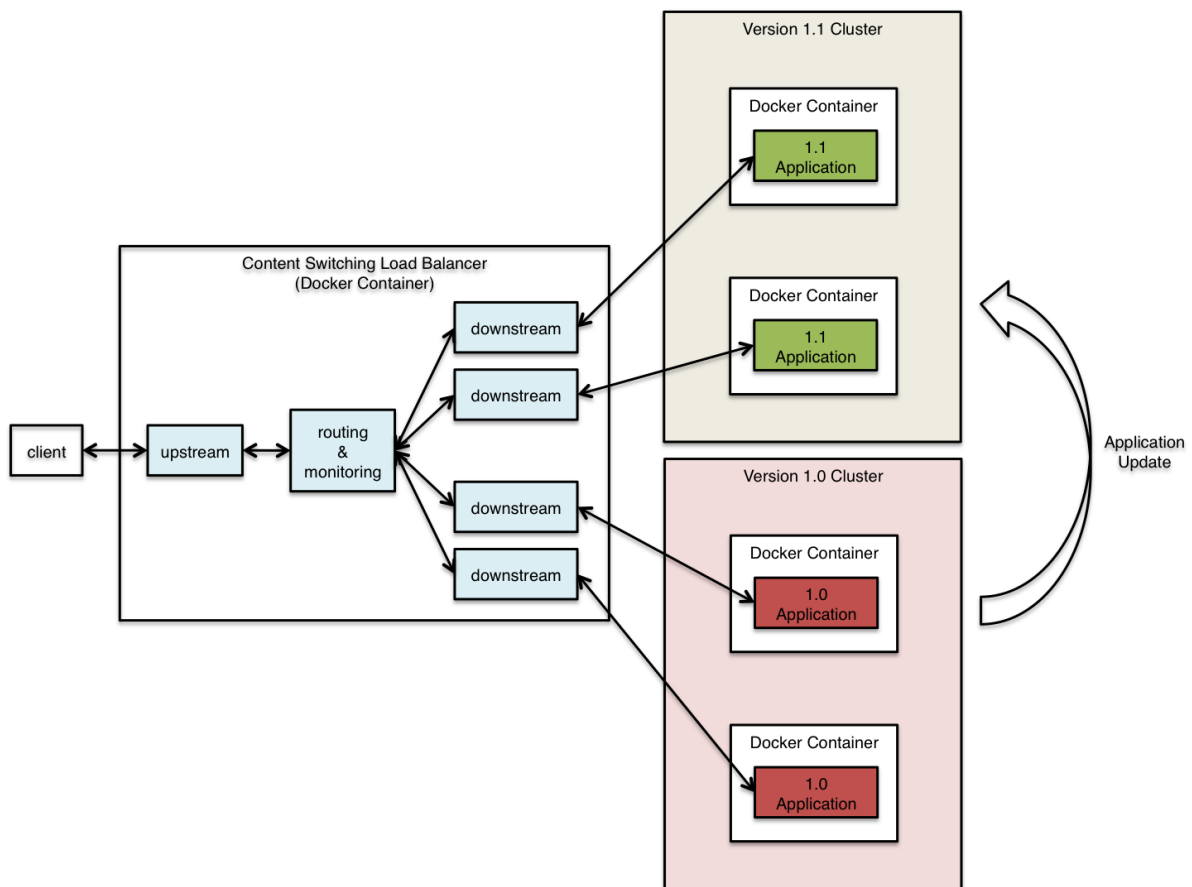 Version 1.1 Cluster
Docker Container
1.1
Application
Docker Container
1.1
Application
Content Switching Load Balancer
(Docker Container)
downstream
downstream
downstream
downstream
client
upstream
routing
&
monitoring
Application
Update
Version 1.0 Cluster
Docker Container
1.0
Application
Docker Container
1.0
Application